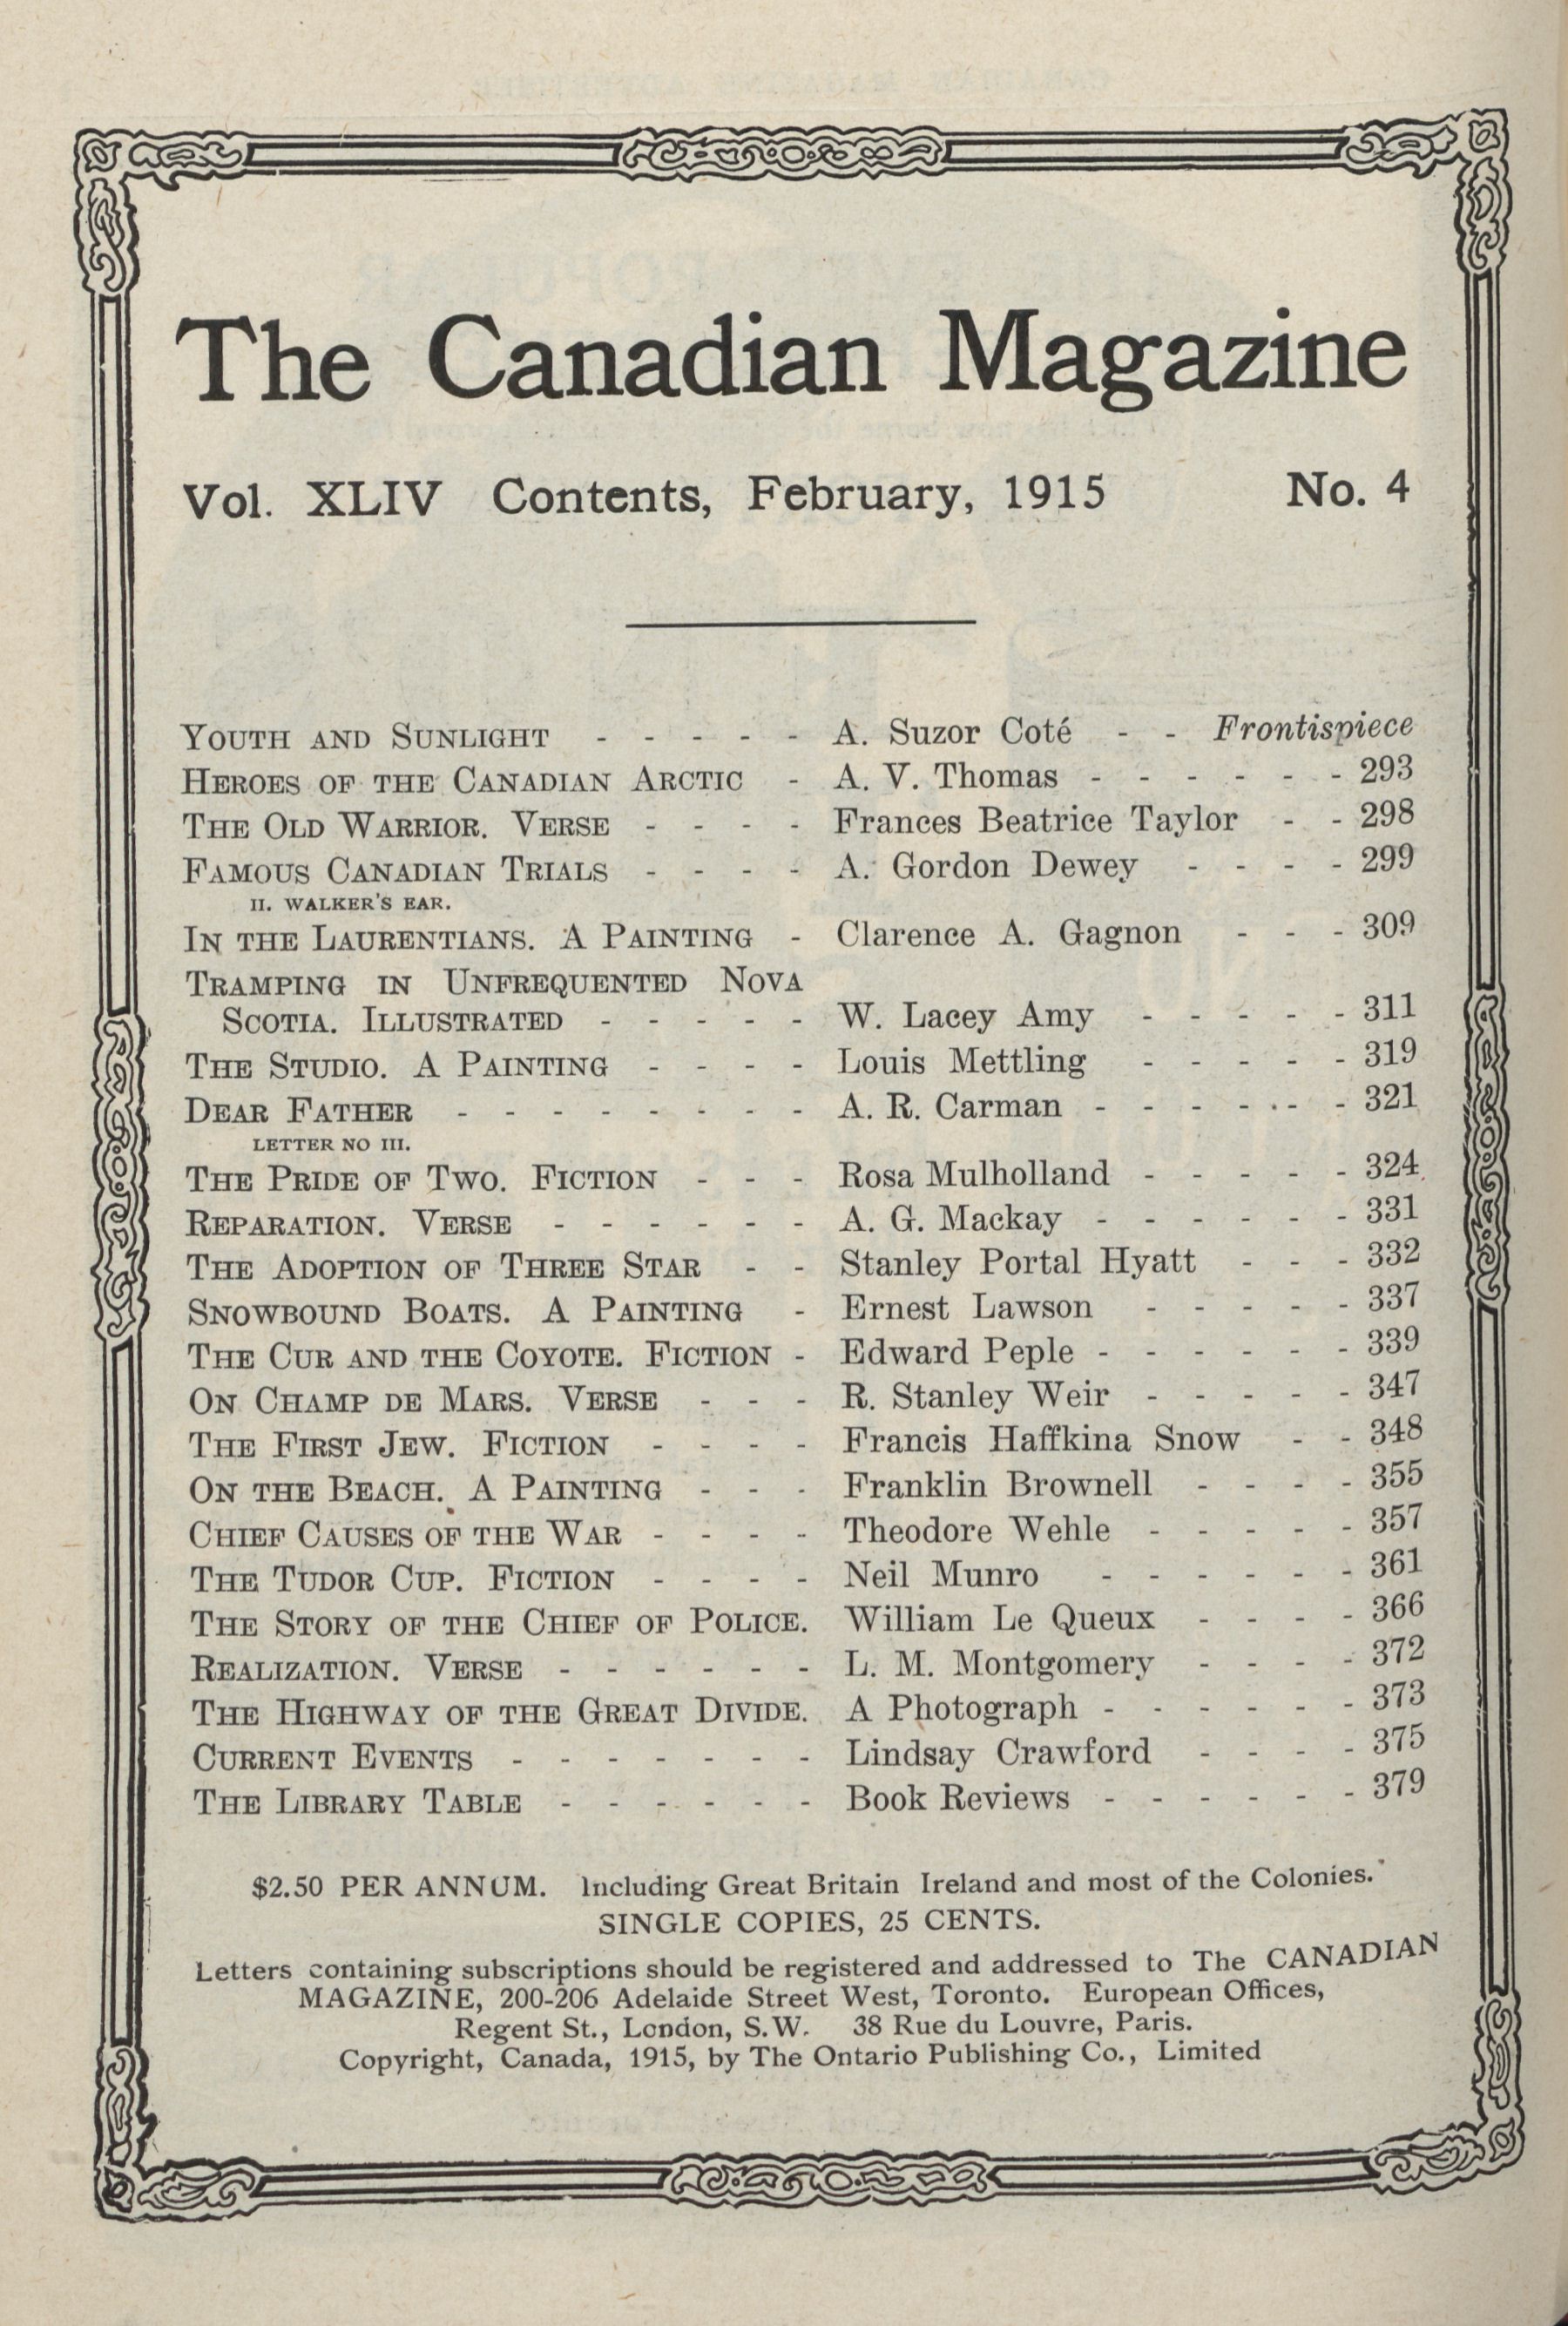 The Canadian Magazine
Vol. XLIV Contents, February, 1915 No. 4
YOUTH AND SUNLIGHT - - - - - A. Suzor Coté - - Frontispiece
HEROES OF THE CANADIAN ARCTIC - A. V. Thomas - - - - - - 293
THE OLD WARRIOR. VERSE - - - - Frances Beatrice Taylor - - 298
FAMOUS CANADIAN TRIALS - - - - A. Gordon Dewey - - - - 299
II. WALKER'S EAR.
IN THE LAURENTIANS. A PAINTING - Clarence A. Gagnon - - - 309
TRAMPING IN UNFREQUENTED NOVA
SCOTIA. ILLUSTRATED - - - - - W. Lacey Amy - - - - - 311
THE STUDIO. A PAINTING - - - - Louis Mettling - - - - - 319
DEAR FATHER - - - - - - - - A. R. Carman - - - - - - 321
LETTER NO III.
THE PRIDE OF TWO. FICTION - - - Rosa Mulholland - - - - - 324
REPARATION. VERSE - - - - - - A. G. Mackay - - - - - - 331
THE ADOPTION OF THREE STAR - - Stanley Portal Hyatt - - - 332
SNOWBOUND BOATS. A PAINTING - Ernest Lawson - - - - - 337
THE CUR AND THE COYOTE. FICTION - Edward Peple - - - - - - 339
ON CHAMP DE MARS. VERSE - - - R. Stanley Weir - - - - - 347
THE FIRST JEW. FICTION - - - - Francis Haffkina Snow - - 348
ON THE BEACH. A PAINTING - - - Franklin Brownell - - - - 355
CHIEF CAUSES OF THE WAR - - - - Theodore Wehle - - - - - 357
THE TUDOR CUP. FICTION - - - - Neil Munro - - - - - - 361
THE STORY OF THE CHIEF OF POLICE. William Le Queux - - - - 366
REALIZATION. VERSE - - - - - - L. M. Montgomery - - - - 372
THE HIGHWAY OF THE GREAT DIVIDE. A Photograph - - - - - - 373
CURRENT EVENTS - - - - - - - Lindsay Crawford - - - - 375
THE LIBRARY TABLE - - - - - - Book Reviews - - - - - - 379
$2.50 PER ANNUM. Including Great Britain Ireland and most of the Colonies.
SINGLE COPIES, 25 CENTS.
Letters containing subscriptions should be registered and addressed to The CANADIAN
MAGAZINE, 200-206 Adelaide Street West, Toronto. European Offices,
Regent St., London, S.W. 38 Rue du Louvre, Paris.
Copyright, Canada, 1915, by The Ontario Publishing Co., Limited